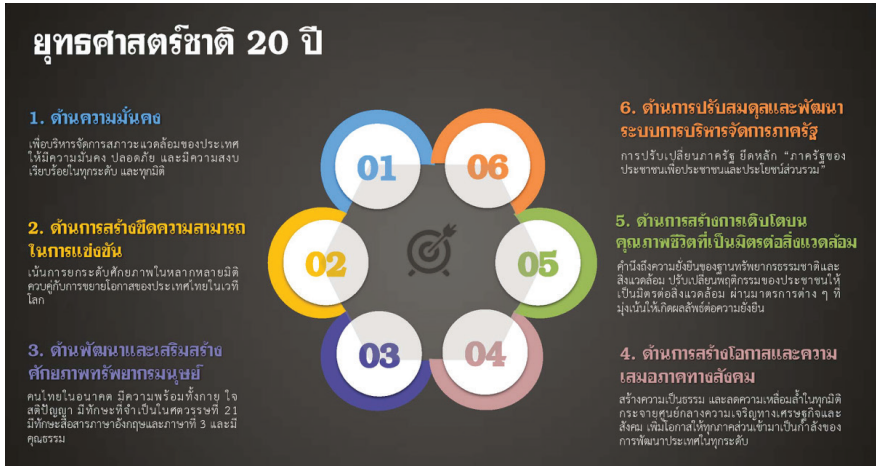 ยุทธศาสตร์ชาติ 20 ปี
1. ด้านความมั่นคง
เพื่อบริหารจัดการสภาวะแวดล้อมของประเทศ
ให้มีความมั่นคง ปลอดภัย และมีความสงบ
เรียบร้อยในทุกระดับ และทุกมิติ
2. ด้านการสร้างขีดความสามารถ
ในการแข่งขัน
เน้นการยกระดับศักยภาพในหลากหลายมิติ
ควบคู่กับการขยายโอกาสของประเทศไทยในเวที
โลก
3. ด้านพัฒนาและเสริมสร้าง
ศักยภาพทรัพยากรมนุษย์
คนไทยในอนาคต มีความพร้อมทั้งกาย ใจ
สติปัญญา มีทักษะที่จำเป็นในศตวรรษที่ 21
มีทักษะสื่อสารภาษาอังกฤษและภาษาที่ 3 และมี
คุณธรรม
01
02
03
04
05
06
6. ด้านการปรับสมดุลและพัฒนา
ระบบการบริหารจัดการภาครัฐ
การปรับเปลี่ยนภาครัฐ ยึดหลัก “ภาครัฐของ
ประชาชนเพื่อประชาชนและประโยชน์ส่วนรวม”
5. ด้านการสร้างการเติบโตบน
คุณภาพชีวิตที่เป็นมิตรต่อสิ่งแวดล้อม
คำนึงถึงความยั่งยืนของฐานทรัพยากรธรรมชาติและ
สิ่งแวดล้อม ปรับเปลี่ยนพฤติกรรมของประชาชนให้
เป็นมิตรต่อสิ่งแวดล้อม ผ่านมาตรการต่าง ๆ ที่
มุ่งเน้นให้เกิดผลลัพธ์ต่อความยั่งยืน
4. ด้านการสร้างโอกาสและความ
เสมอภาคทางสังคม
สร้างความเป็นธรรม และลดความเหลื่อมล้ำในทุกมิติ
กระจายศูนย์กลางความเจริญทางเศรษฐกิจและ
สังคม เพิ่มโอกาสให้ทุกภาคส่วนเข้ามาเป็นกำลังของ
การพัฒนาประเทศในทุกระดับ